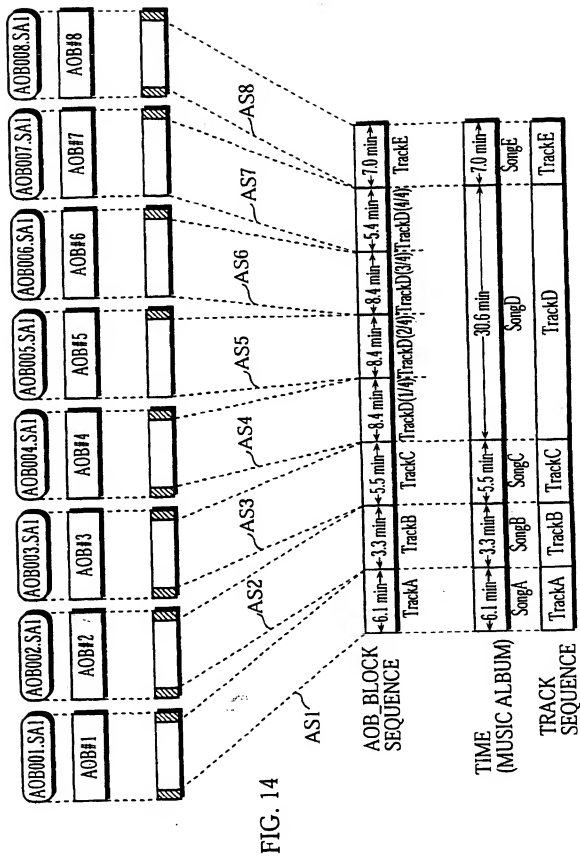 FIG. 14
AOB001.SA1 AOB002.SA1 AOB003.SA1 AOB004.SA1 AOB005.SA1 AOB006.SA1 AOB007.SA1 AOB008.SA1
AOB#1 AOB#2 AOB#3 AOB#4 AOB#5 AOB#6 AOB#7 AOB#8
AS1 AS2 AS3 AS4 AS5 AS6 AS7 AS8
AOB_BLOCK
SEQUENCE
6.1 min 3.3 min 5.5 min 8.4 min 8.4 min 8.4 min 5.4 min 7.0 min
TrackA TrackB TrackC TrackD(1/4) TrackD(2/4) TrackD(3/4) TrackD(4/4) TrackE
TIME
(MUSIC ALBUM)
6.1 min 3.3 min 5.5 min 30.6 min 7.0 min
SongA SongB SongC SongD SongE
TRACK
SEQUENCE
TrackA TrackB TrackC TrackD TrackE